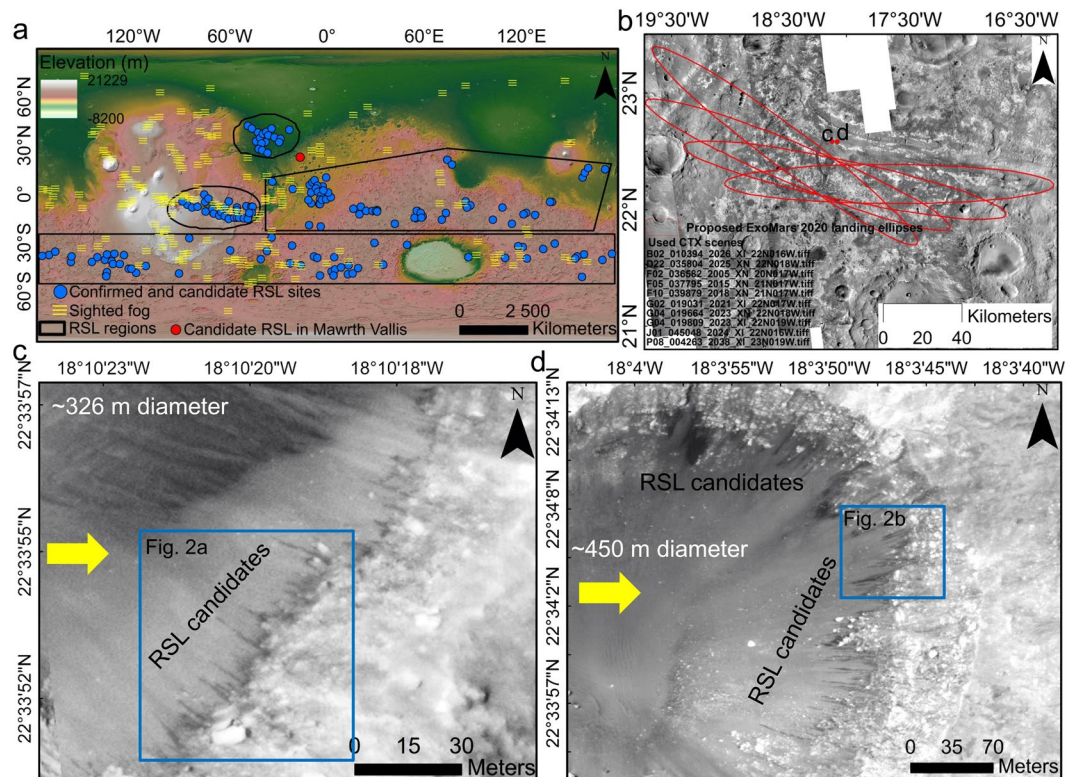 a
120°W 60°W 0° 60°E 120°E
Elevation (m)
21229
-8200
N
60°N
30°N
0°
30°S
60°S
Confirmed and candidate RSL sites
Sighted fog
RSL regions
Candidate RSL in Mawrth Vallis
0 2 500
Kilometers
b
19°30'W 18°30'W 17°30'W 16°30'W
N
23°N
22°N
21°N
c d
Proposed ExoMars 2020 landing ellipses
Used CTX scenes
B02_010394_2026_XI_22N016W.tiff
D22_035804_2025_XN_22N018W.tiff
F02_036582_2005_XN_20N017W.tiff
F05_037795_2015_XN_21N017W.tiff
F10_039879_2018_XN_21N017W.tiff
G02_019031_2021_XI_22N017W.tiff
G04_019664_2023_XN_22N018W.tiff
G04_019809_2023_XI_22N019W.tiff
J01_045048_2024_XI_22N016W.tiff
P08_004263_2038_XI_23N019W.tiff
Kilometers
0 20 40
c
18°10'23"W 18°10'20"W 18°10'18"W
22°33'57"N
22°33'55"N
22°33'52"N
~326 m diameter
N
Fig. 2a
RSL candidates
0 15 30
Meters
d
18°4'W 18°3'55"W 18°3'50"W 18°3'45"W 18°3'40"W
22°34'13"N
22°34'8"N
22°34'2"N
22°33'57"N
N
RSL candidates
Fig. 2b
~450 m diameter
RSL candidates
0 35 70
Meters